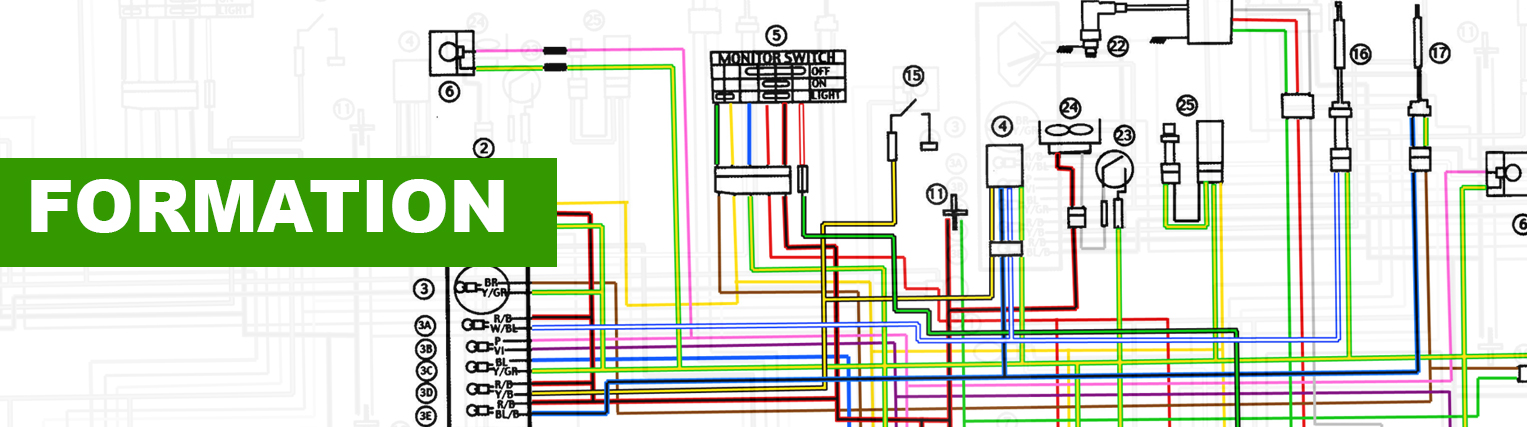 FORMATION
5
MONITOR SWITCH
OFF
ON
LIGHT
6
2
15
22
16
17
24
25
4
23
11
6
3
BR
Y/GR
3A
R/B
W/BL
3B
P
VI
3C
BL
Y/GR
3D
R/B
Y/B
3E
R/B
BL/B